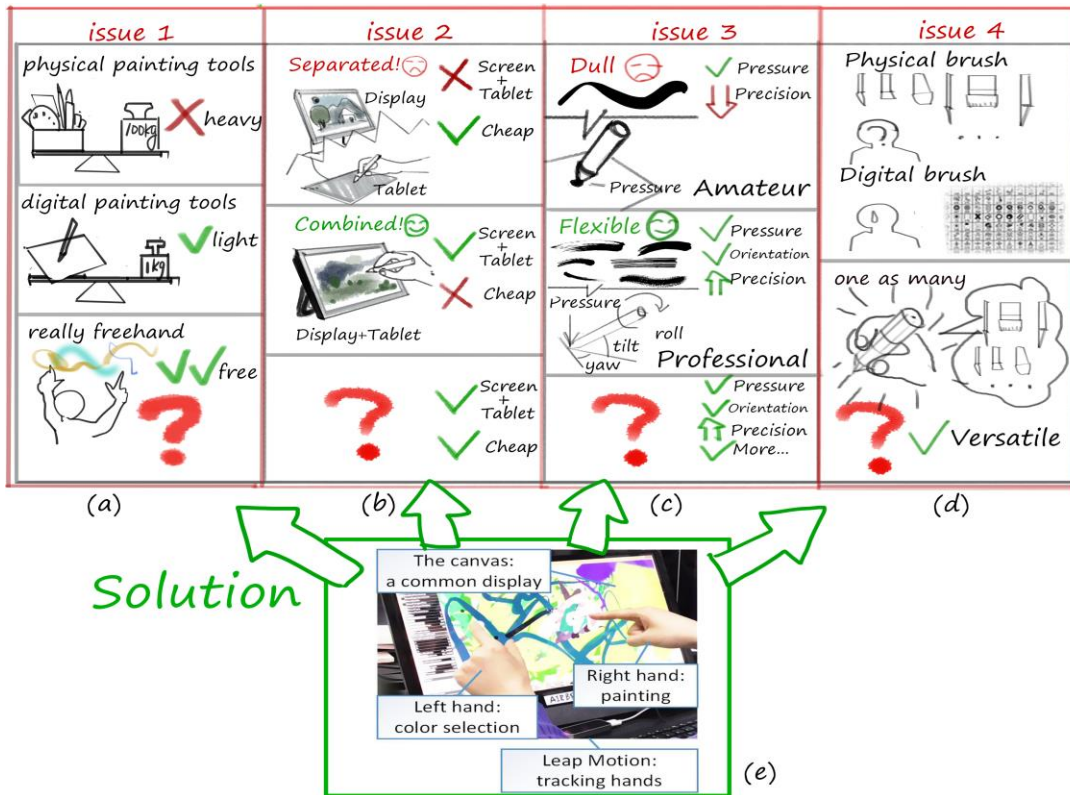 issue 1
physical painting tools
100kg
heavy
digital painting tools
1kg
light
really freehand
free
?
(a)
issue 2
Separated!
Display
Tablet
Screen
+
Tablet
Cheap
Combined!
Display+Tablet
Screen
+
Tablet
Cheap
?
Screen
+
Tablet
Cheap
(b)
issue 3
Dull
Pressure
Precision
Pressure
Amateur
Flexible
Pressure
Orientation
Precision
Pressure
roll
tilt
yaw
Professional
?
Pressure
Orientation
Precision
More...
(c)
issue 4
Physical brush
...
?
Digital brush
one as many
...
?
Versatile
(d)
Solution
The canvas:
a common display
Left hand:
color selection
Right hand:
painting
Leap Motion:
tracking hands
(e)